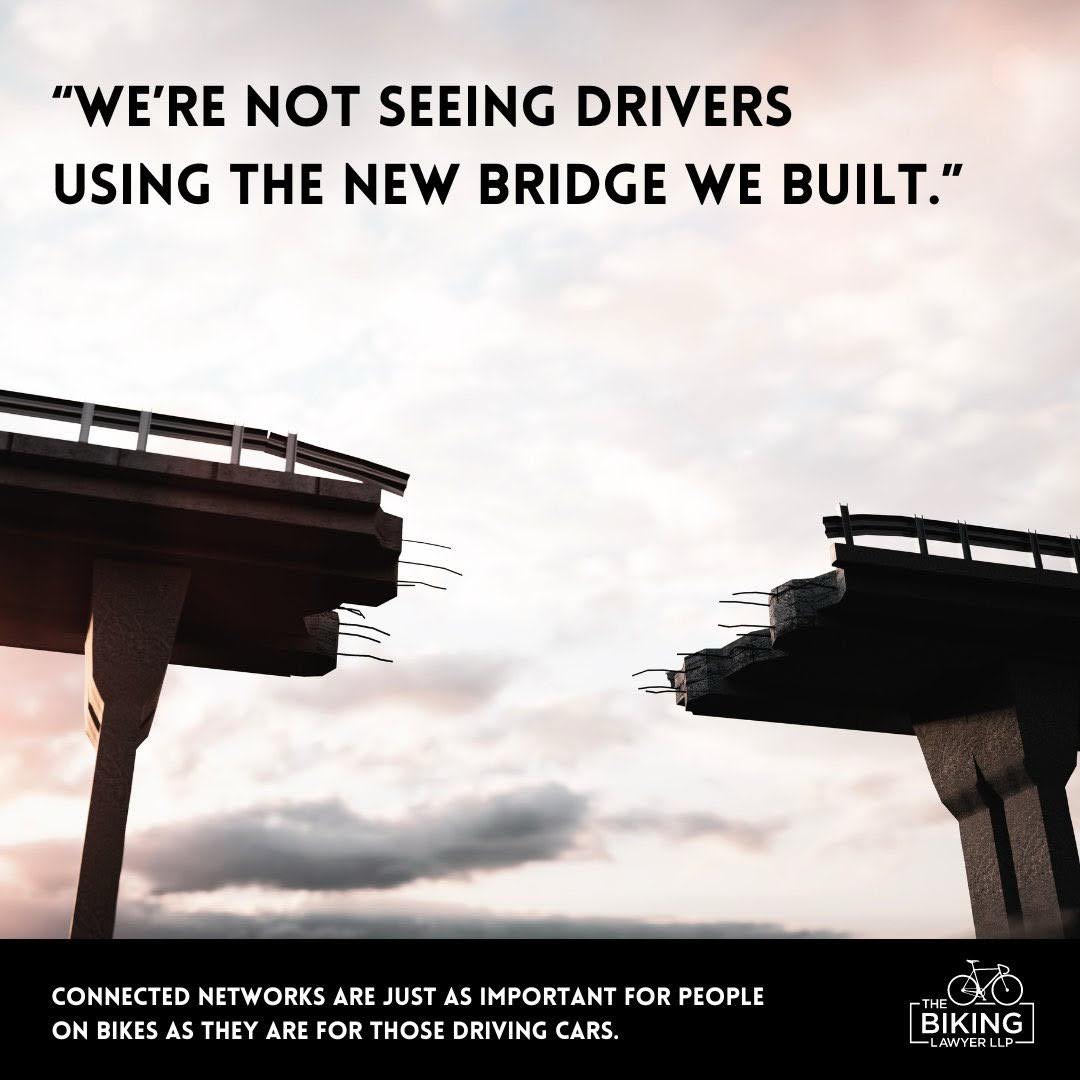 “WE’RE NOT SEEING DRIVERS
USING THE NEW BRIDGE WE BUILT.”
CONNECTED NETWORKS ARE JUST AS IMPORTANT FOR PEOPLE
ON BIKES AS THEY ARE FOR THOSE DRIVING CARS.
THE
BIKING
LAWYER LLP